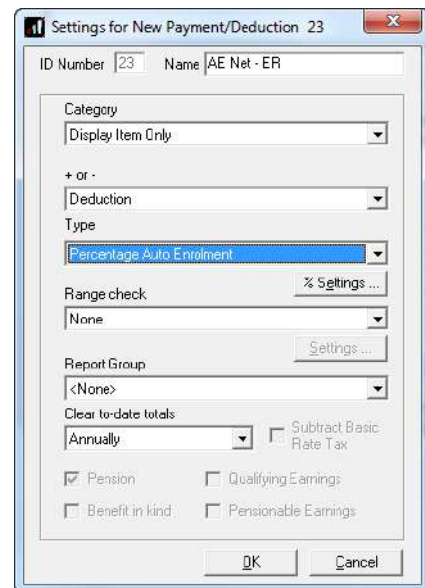 Settings for New Payment/Deduction 23
ID Number 23 Name AE Net - ER
Category
Display Item Only
+ or -
Deduction
Type
Percentage Auto Enrolment
% Settings ...
Range check
None
Settings ...
Report Group
<None>
Clear to-date totals
Annually
Subtract Basic
Rate Tax
Pension
Qualifying Earnings
Benefit in kind
Pensionable Earnings
OK
Cancel